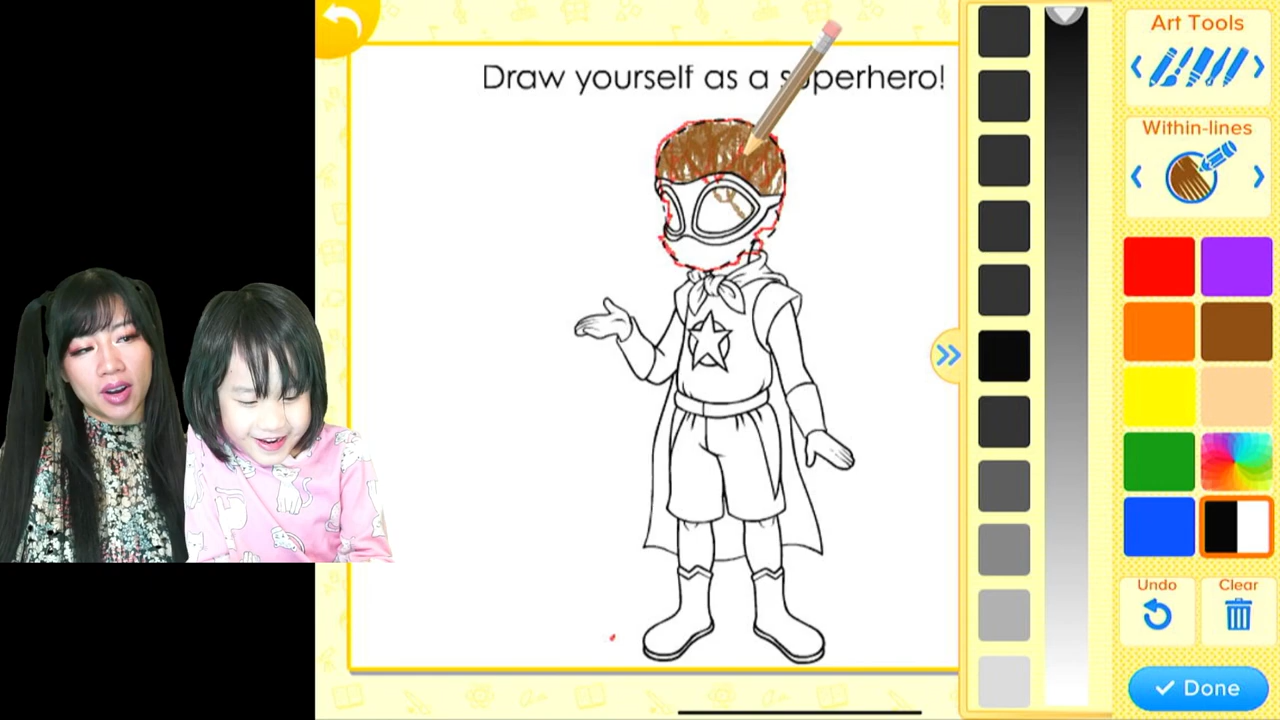 Draw yourself as a superhero!
Art Tools
Within-lines
Undo
Clear
Done